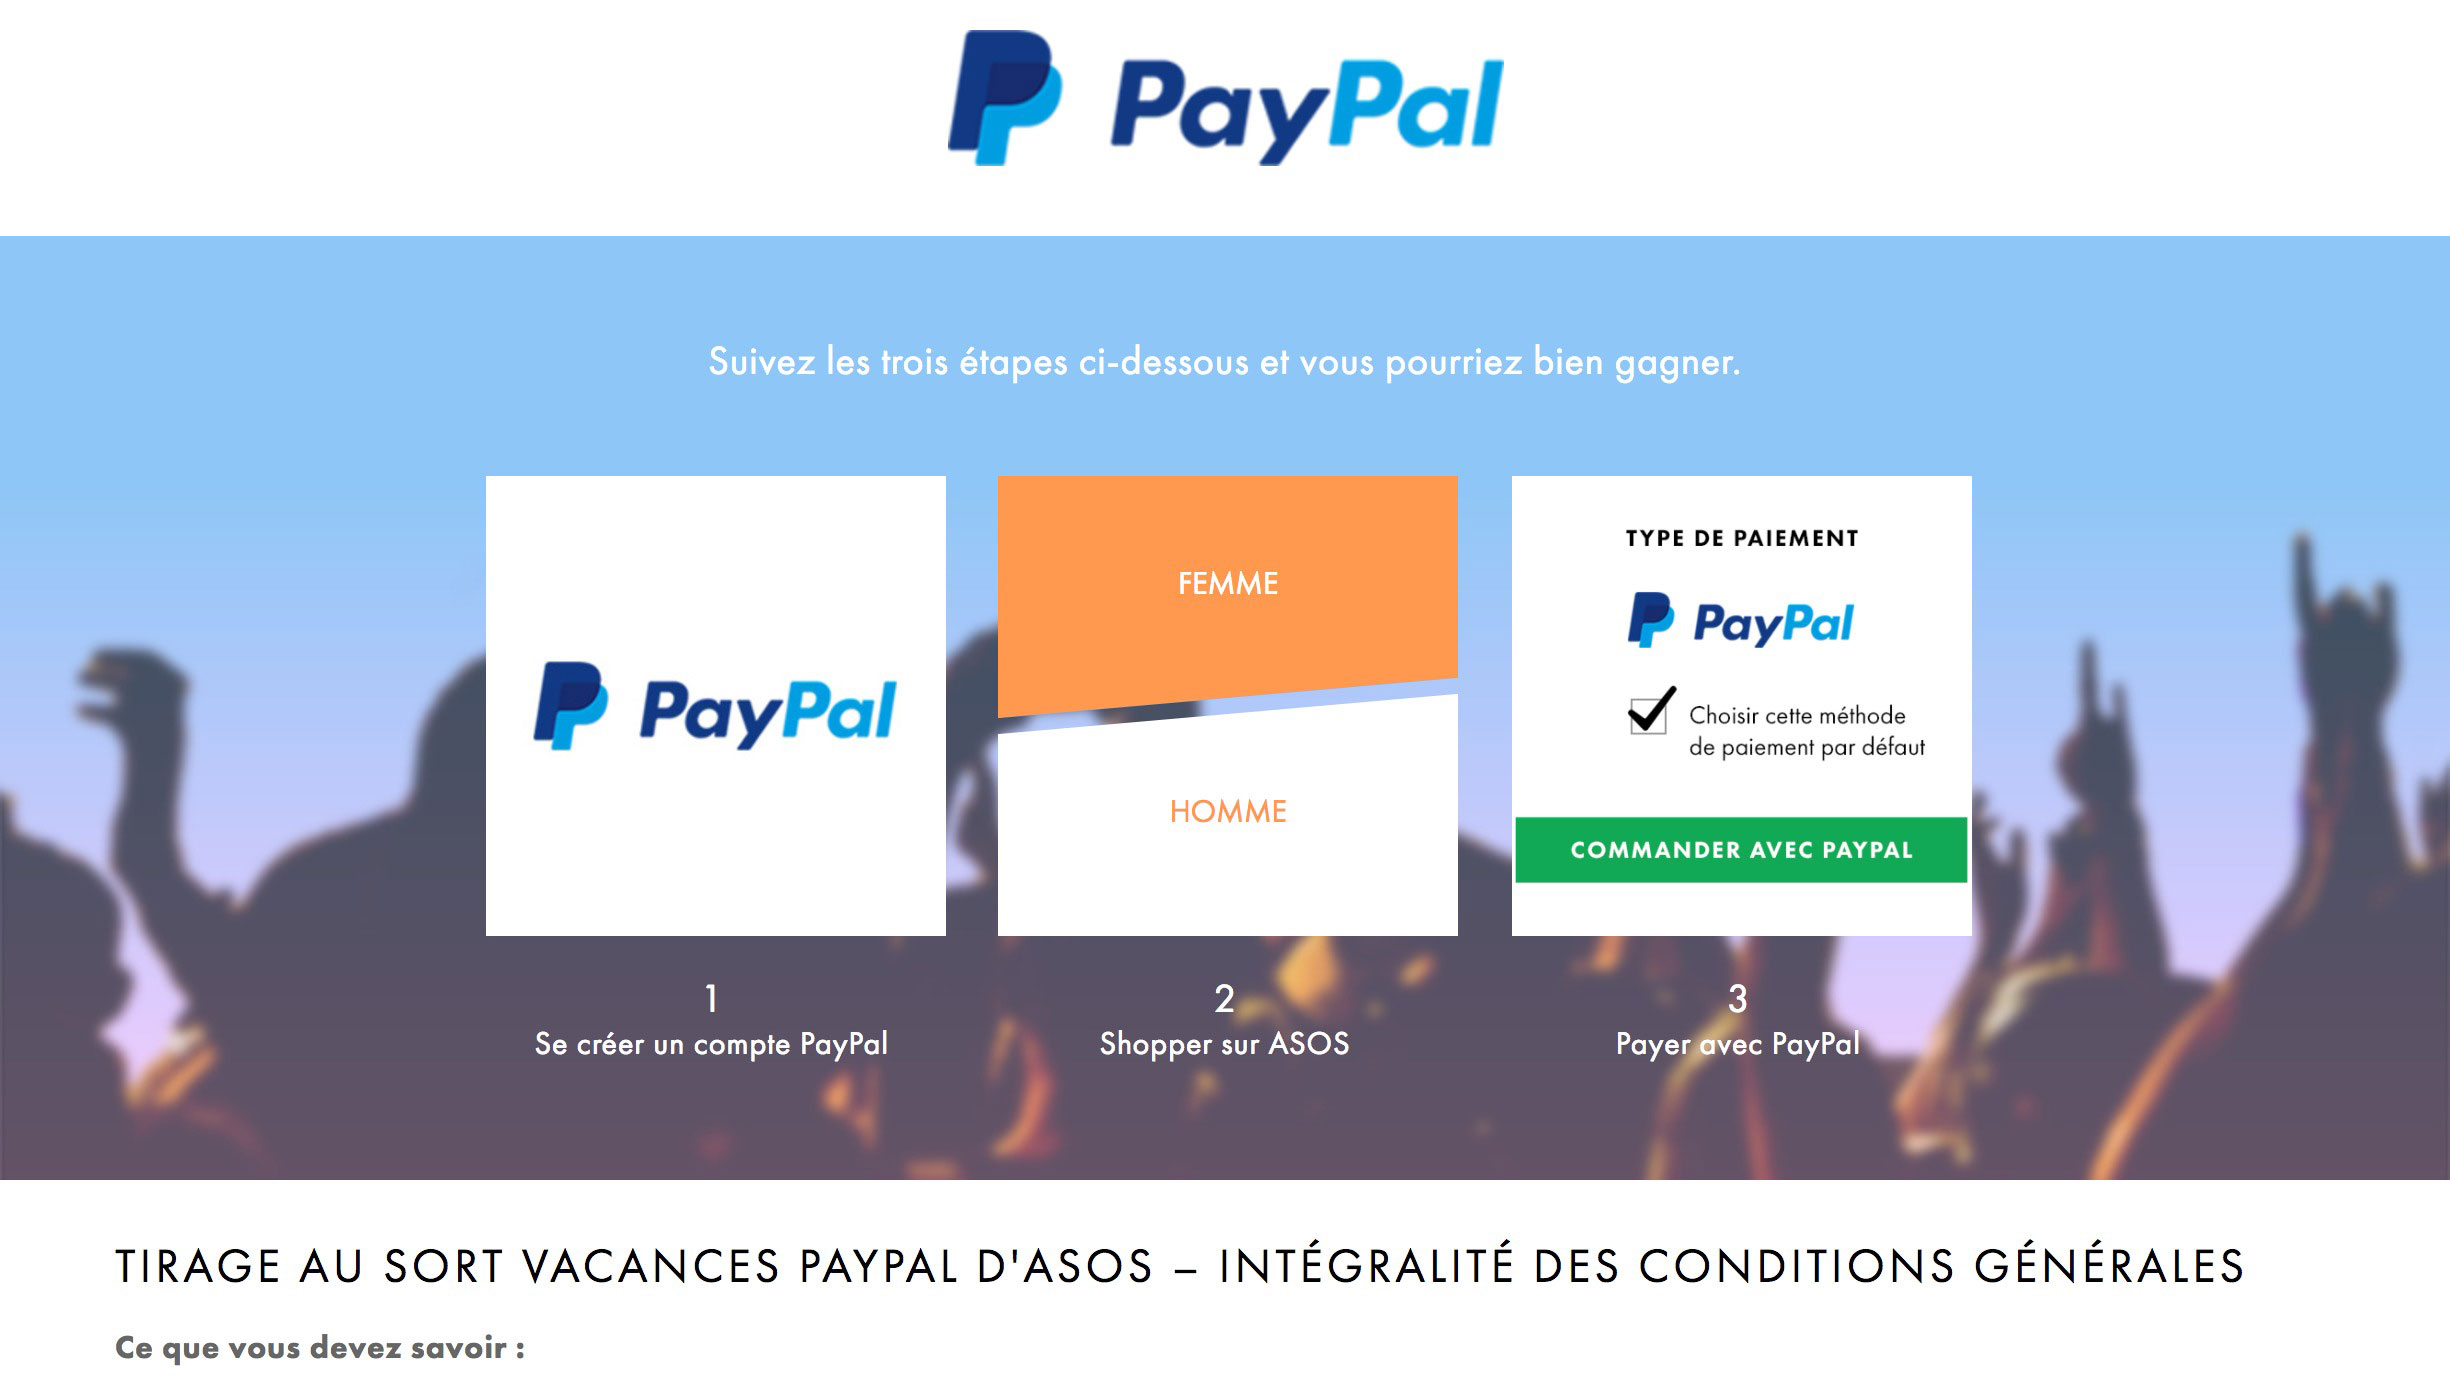 PayPal
Suivez les trois étapes ci-dessous et vous pourriez bien gagner.
PayPal
1
Se créer un compte PayPal
FEMME
HOMME
2
Shopper sur ASOS
TYPE DE PAIEMENT
PayPal
Choisir cette méthode
de paiement par défaut
COMMANDER AVEC PAYPAL
3
Payer avec PayPal
TIRAGE AU SORT VACANCES PAYPAL D'ASOS – INTÉGRALITÉ DES CONDITIONS GÉNÉRALES
Ce que vous devez savoir :